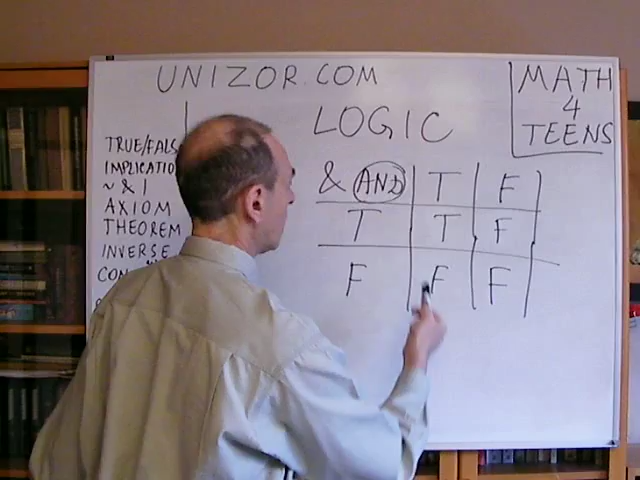 UNIZOR.COM
MATH
4
TEENS
LOGIC
TRUE/FALS
IMPLICATIO
~ & |
AXIOM
THEOREM
INVERSE
CON
& AND T F
T T F
F F F